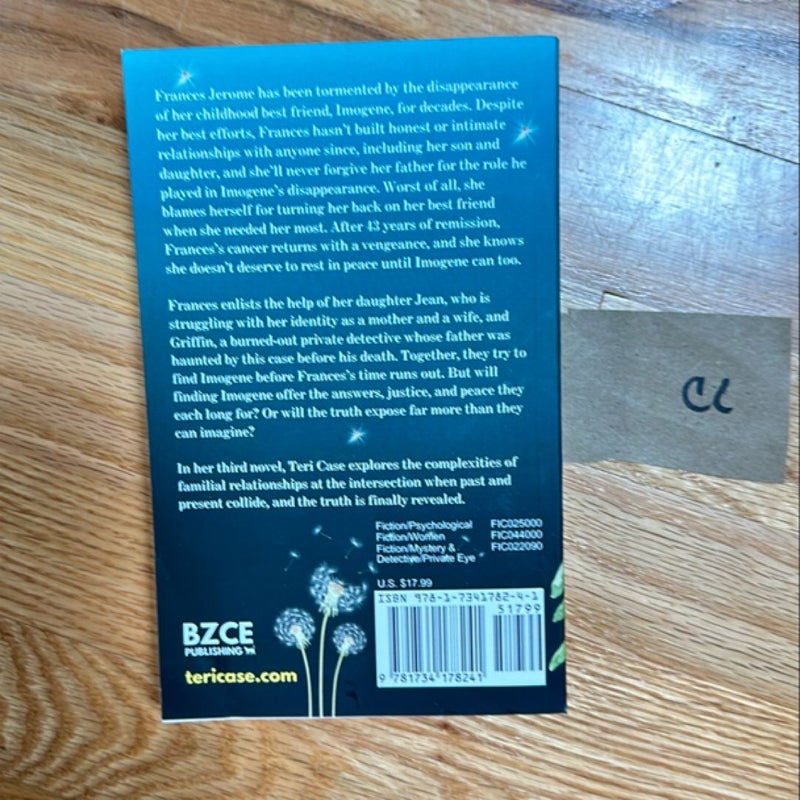 Frances Jerome has been tormented by the disappearance
of her childhood best friend, Imogene, for decades. Despite
her best efforts, Frances hasn't built honest or intimate
relationships with anyone since, including her son and
daughter, and she'll never forgive her father for the role he
played in Imogene's disappearance. Worst of all, she
blames herself for turning her back on her best friend
when she needed her most. After 43 years of remission,
Frances's cancer returns with a vengeance, and she knows
she doesn't deserve to rest in peace until Imogene can too.
Frances enlists the help of her daughter Jean, who is
struggling with her identity as a mother and a wife, and
Griffin, a burned-out private detective whose father was
haunted by this case before his death. Together, they try to
find Imogene before Frances's time runs out. But will
finding Imogene offer the answers, justice, and peace they
each long for? Or will the truth expose far more than they
can imagine?
In her third novel, Teri Case explores the complexities of
familial relationships at the intersection when past and
present collide, and the truth is finally revealed.
Fiction/Psychological FIC025000
Fiction/Women FIC044000
Fiction/Mystery & FIC022090
Detective/Private Eye
U.S. $17.99
ISBN 978-1-7341782-4-1
51799
9 781734 178241
BZCE
PUBLISHING
tericase.com
CC